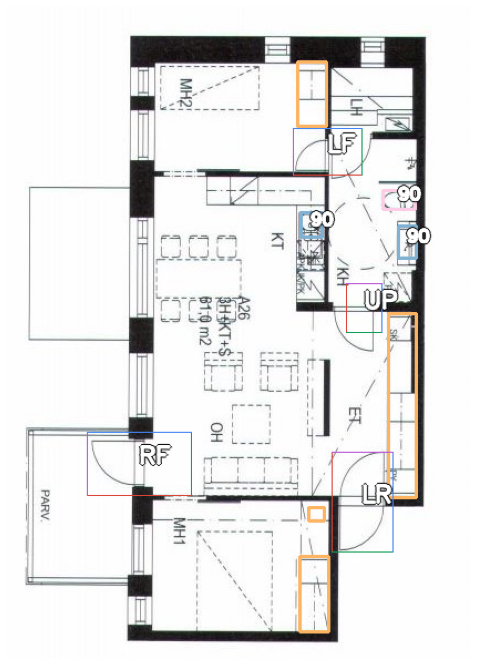 MH2
LH
LF
90
90
90
KT
KH
UP
A26
3H+KT+S
61,0 m2
SK
ET
OH
RF
LR
PARV.
MH1